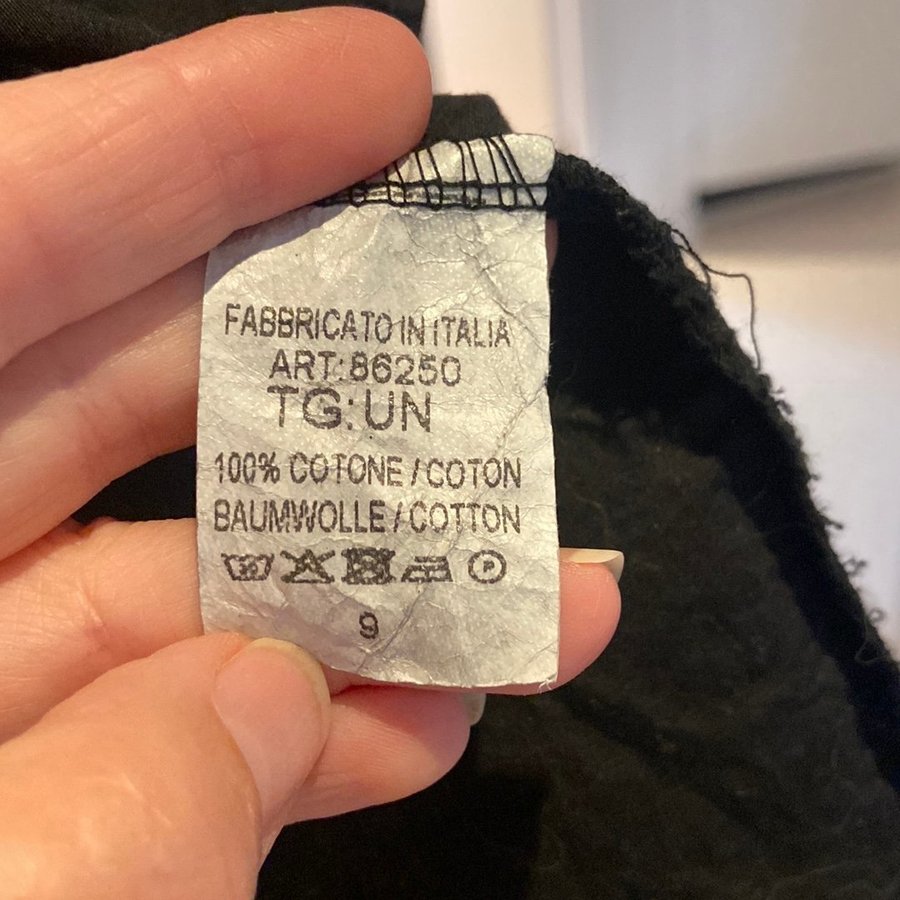 FABBRICATO IN ITALIA
ART: 86250
TG: UN
100% COTONE / COTON
BAUMWOLLE / COTTON
P
9